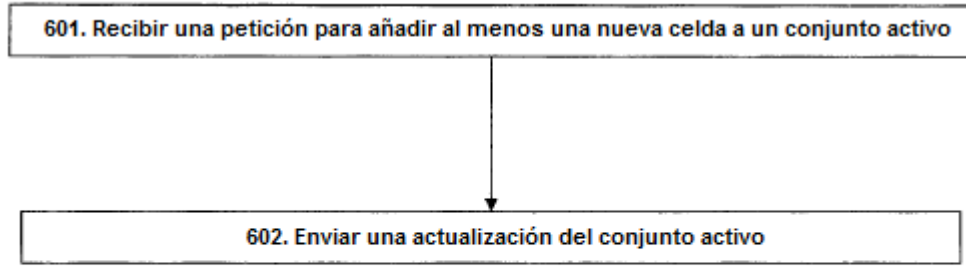 601. Recibir una petición para añadir al menos una nueva celda a un conjunto activo
602. Enviar una actualización del conjunto activo